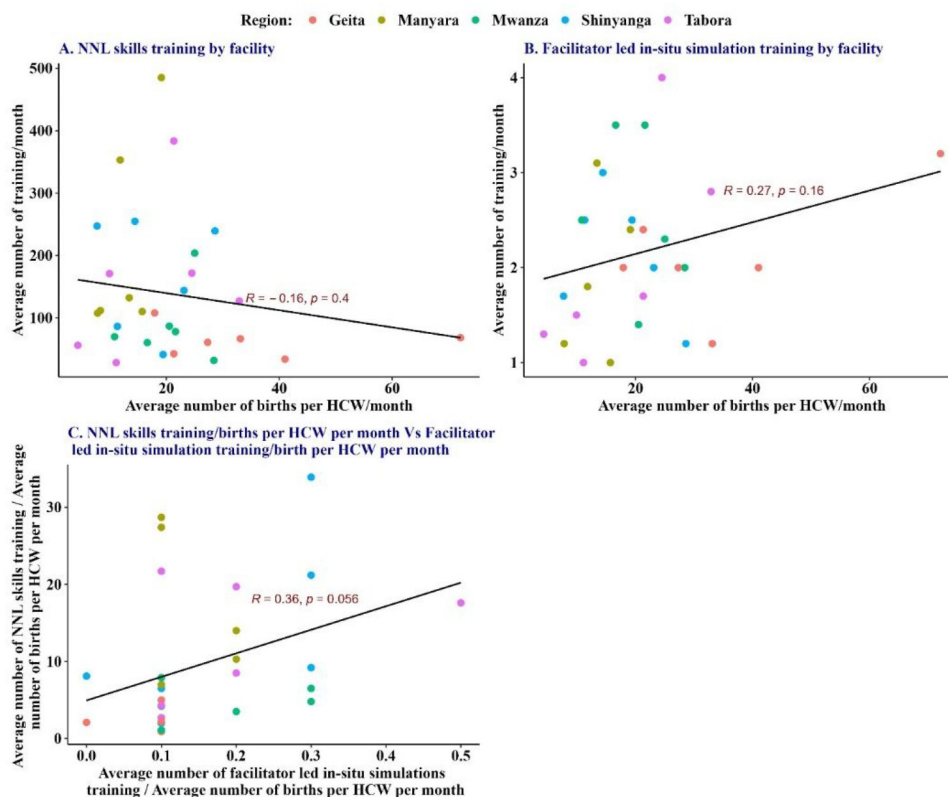 Region: Geita Manyara Mwanza Shinyanga Tabora
A. NNL skills training by facility
Average number of training/month
500
400
300
200
100
R = − 0.16, p = 0.4
20 40 60
Average number of births per HCW/month
B. Facilitator led in-situ simulation training by facility
Average number of training/month
4
3
2
1
R = 0.27, p = 0.16
20 40 60
Average number of births per HCW/month
C. NNL skills training/births per HCW per month Vs Facilitator
led in-situ simulation training/birth per HCW per month
Average number of NNL skills training / Average
number of births per HCW per month
30
20
10
0
R = 0.36, p = 0.056
0.0 0.1 0.2 0.3 0.4 0.5
Average number of facilitator led in-situ simulations
training / Average number of births per HCW per month